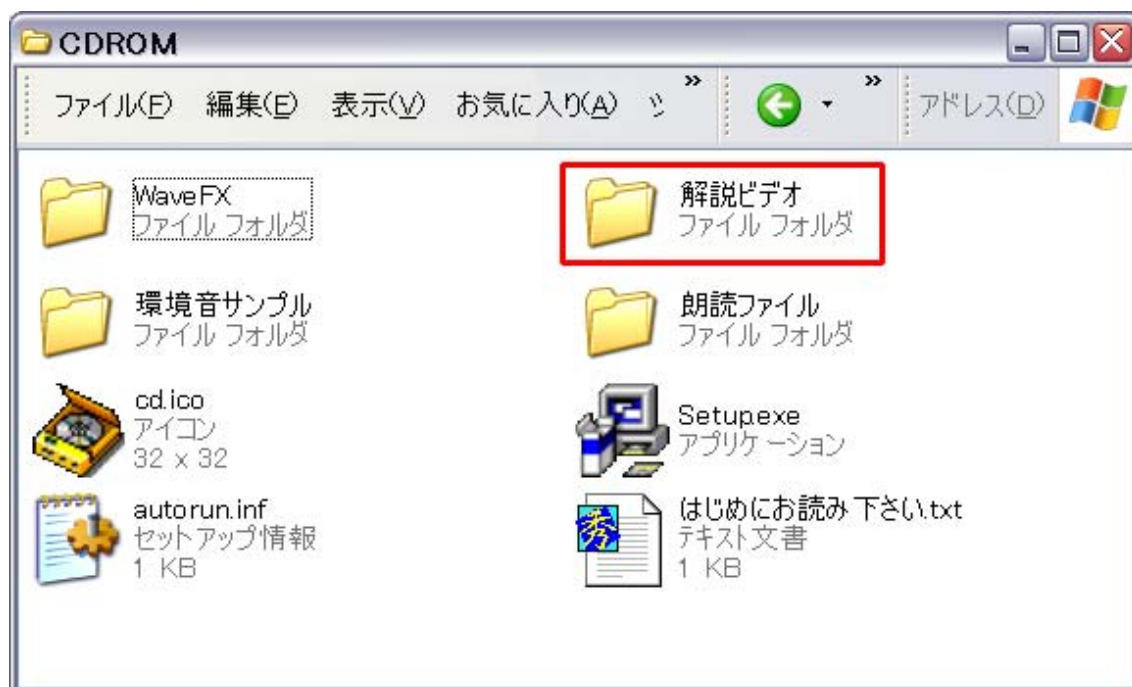 CDROM
ファイル(F) 編集(E) 表示(V) お気に入り(A) » » アドレス(D)
WaveFX
ファイル フォルダ
解説ビデオ
ファイル フォルダ
環境音サンプル
ファイル フォルダ
朗読ファイル
ファイル フォルダ
cd.ico
アイコン
32 x 32
Setup.exe
アプリケーション
autorun.inf
セットアップ情報
1 KB
秀
はじめにお読み下さい.txt
テキスト文書
1 KB